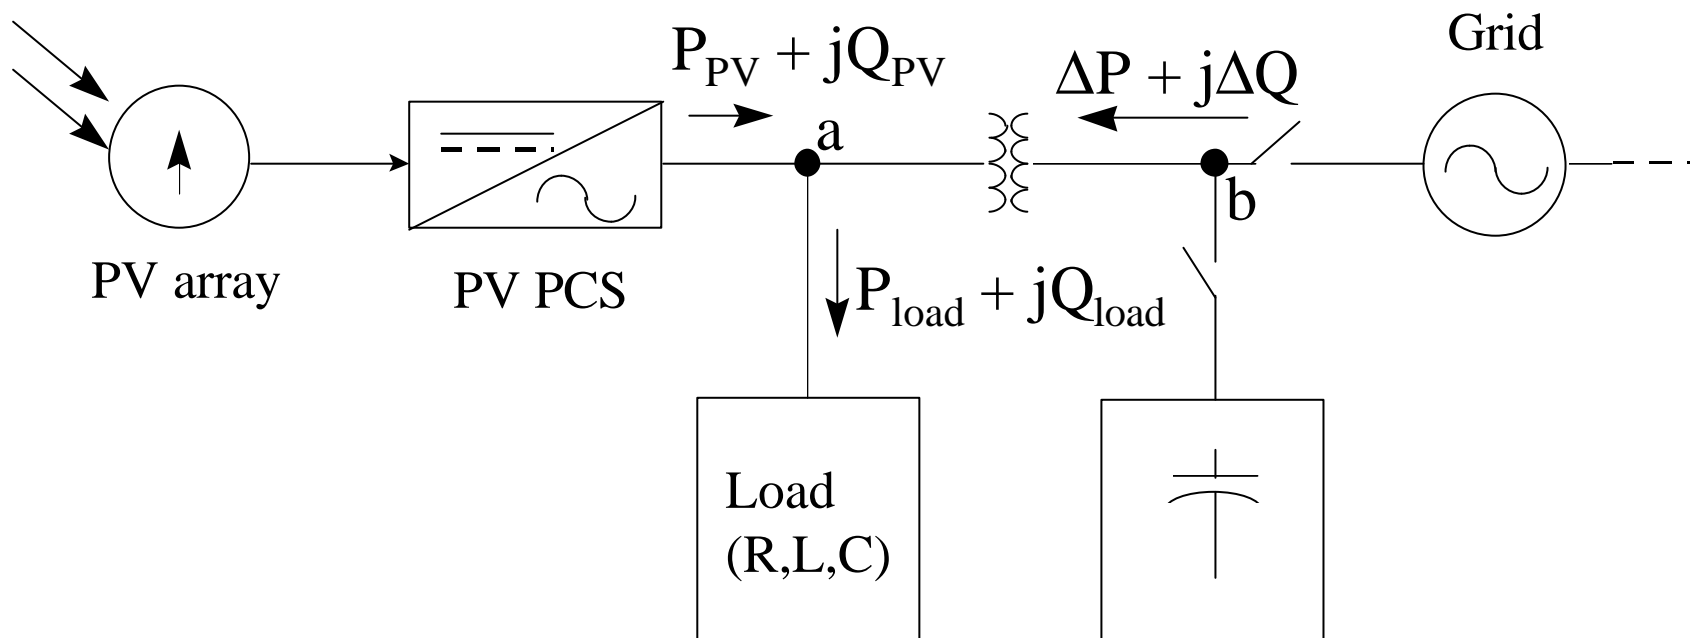 Grid
P_PV + jQ_PV
ΔP + jΔQ
a
b
PV array
PV PCS
P_load + jQ_load
Load
(R,L,C)